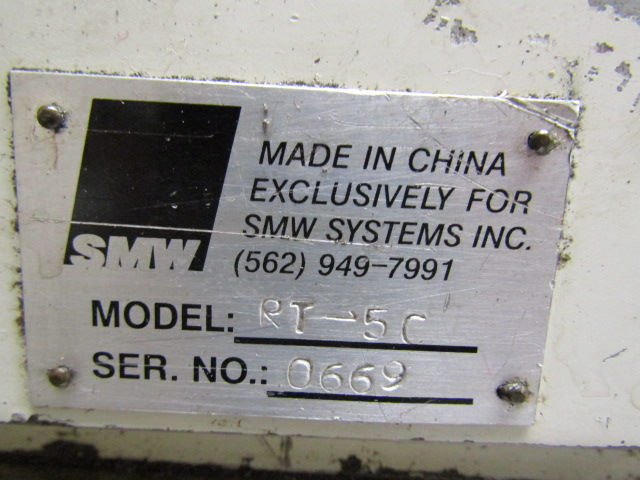 SMW
MADE IN CHINA
EXCLUSIVELY FOR
SMW SYSTEMS INC.
(562) 949-7991
MODEL: RT-5C
SER. NO.: 0669